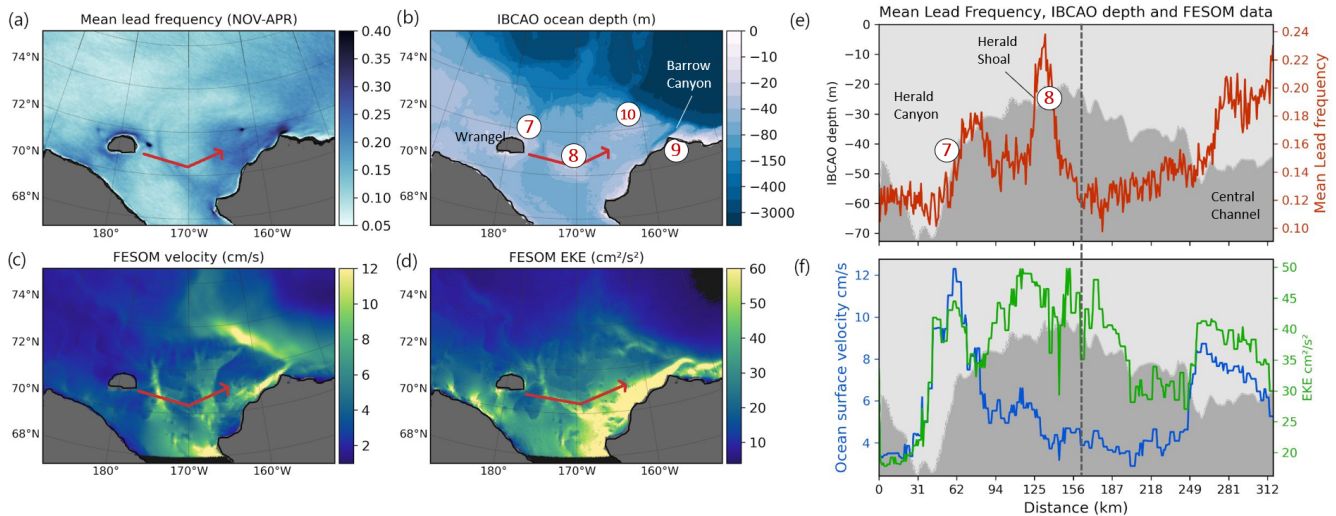 (a)
Mean lead frequency (NOV-APR)
74°N
72°N
70°N
68°N
180°
170°W
160°W
0.40
0.35
0.30
0.25
0.20
0.15
0.10
0.05
(b)
IBCAO ocean depth (m)
74°N
72°N
70°N
68°N
180°
170°W
160°W
Barrow
Canyon
Wrangel
7
8
9
10
0
−10
−20
−40
−80
−150
−300
−3000
(c)
FESOM velocity (cm/s)
74°N
72°N
70°N
68°N
180°
170°W
160°W
12
10
8
6
4
2
(d)
FESOM EKE (cm²/s²)
74°N
72°N
70°N
68°N
180°
170°W
160°W
60
50
40
30
20
10
(e)
Mean Lead Frequency, IBCAO depth and FESOM data
IBCAO depth (m)
0
−10
−20
−30
−40
−50
−60
−70
Herald
Canyon
7
Herald
Shoal
8
Central
Channel
0.24
0.22
0.20
0.18
0.16
0.14
0.12
0.10
Mean Lead frequency
(f)
Ocean surface velocity cm/s
12
10
8
6
4
50
45
40
35
30
25
20
EKE cm²/s²
0
31
62
94
125
156
187
218
249
281
312
Distance (km)